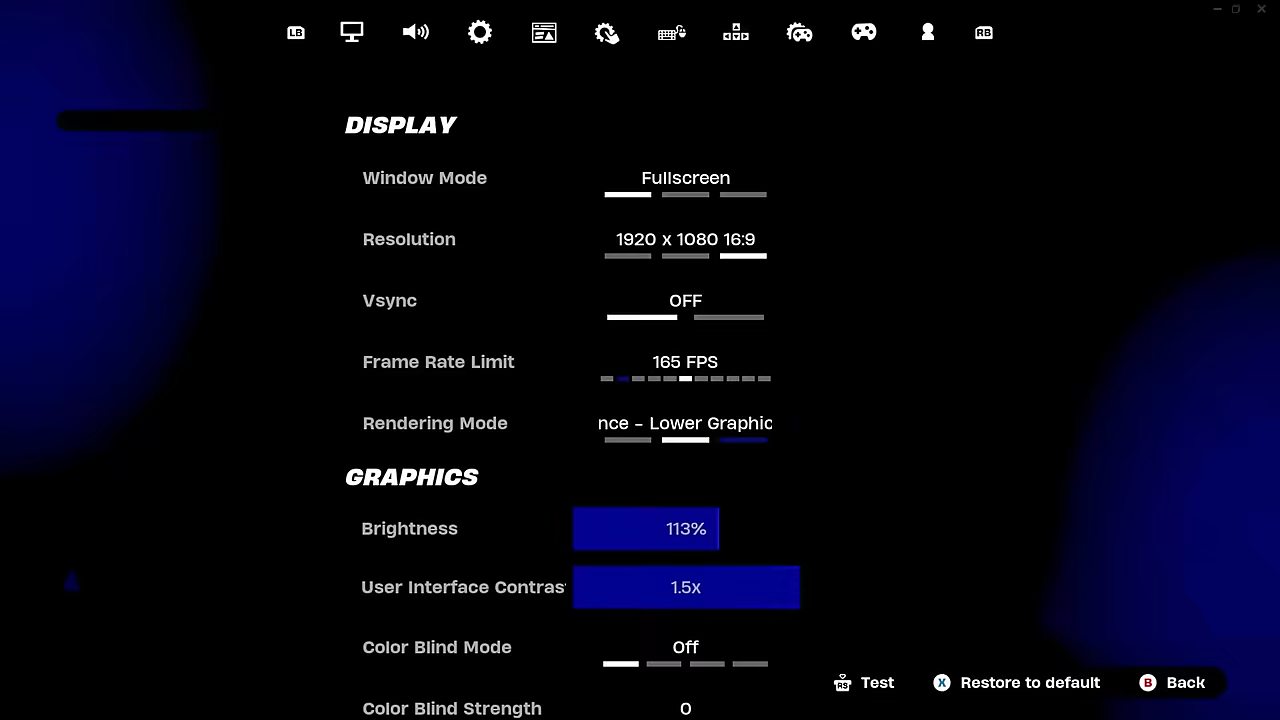 LB RB
DISPLAY
Window Mode Fullscreen
Resolution 1920 x 1080 16:9
Vsync OFF
Frame Rate Limit 165 FPS
Rendering Mode nce - Lower Graphic
GRAPHICS
Brightness 113%
User Interface Contras 1.5x
Color Blind Mode Off
RS Test X Restore to default B Back
Color Blind Strength 0